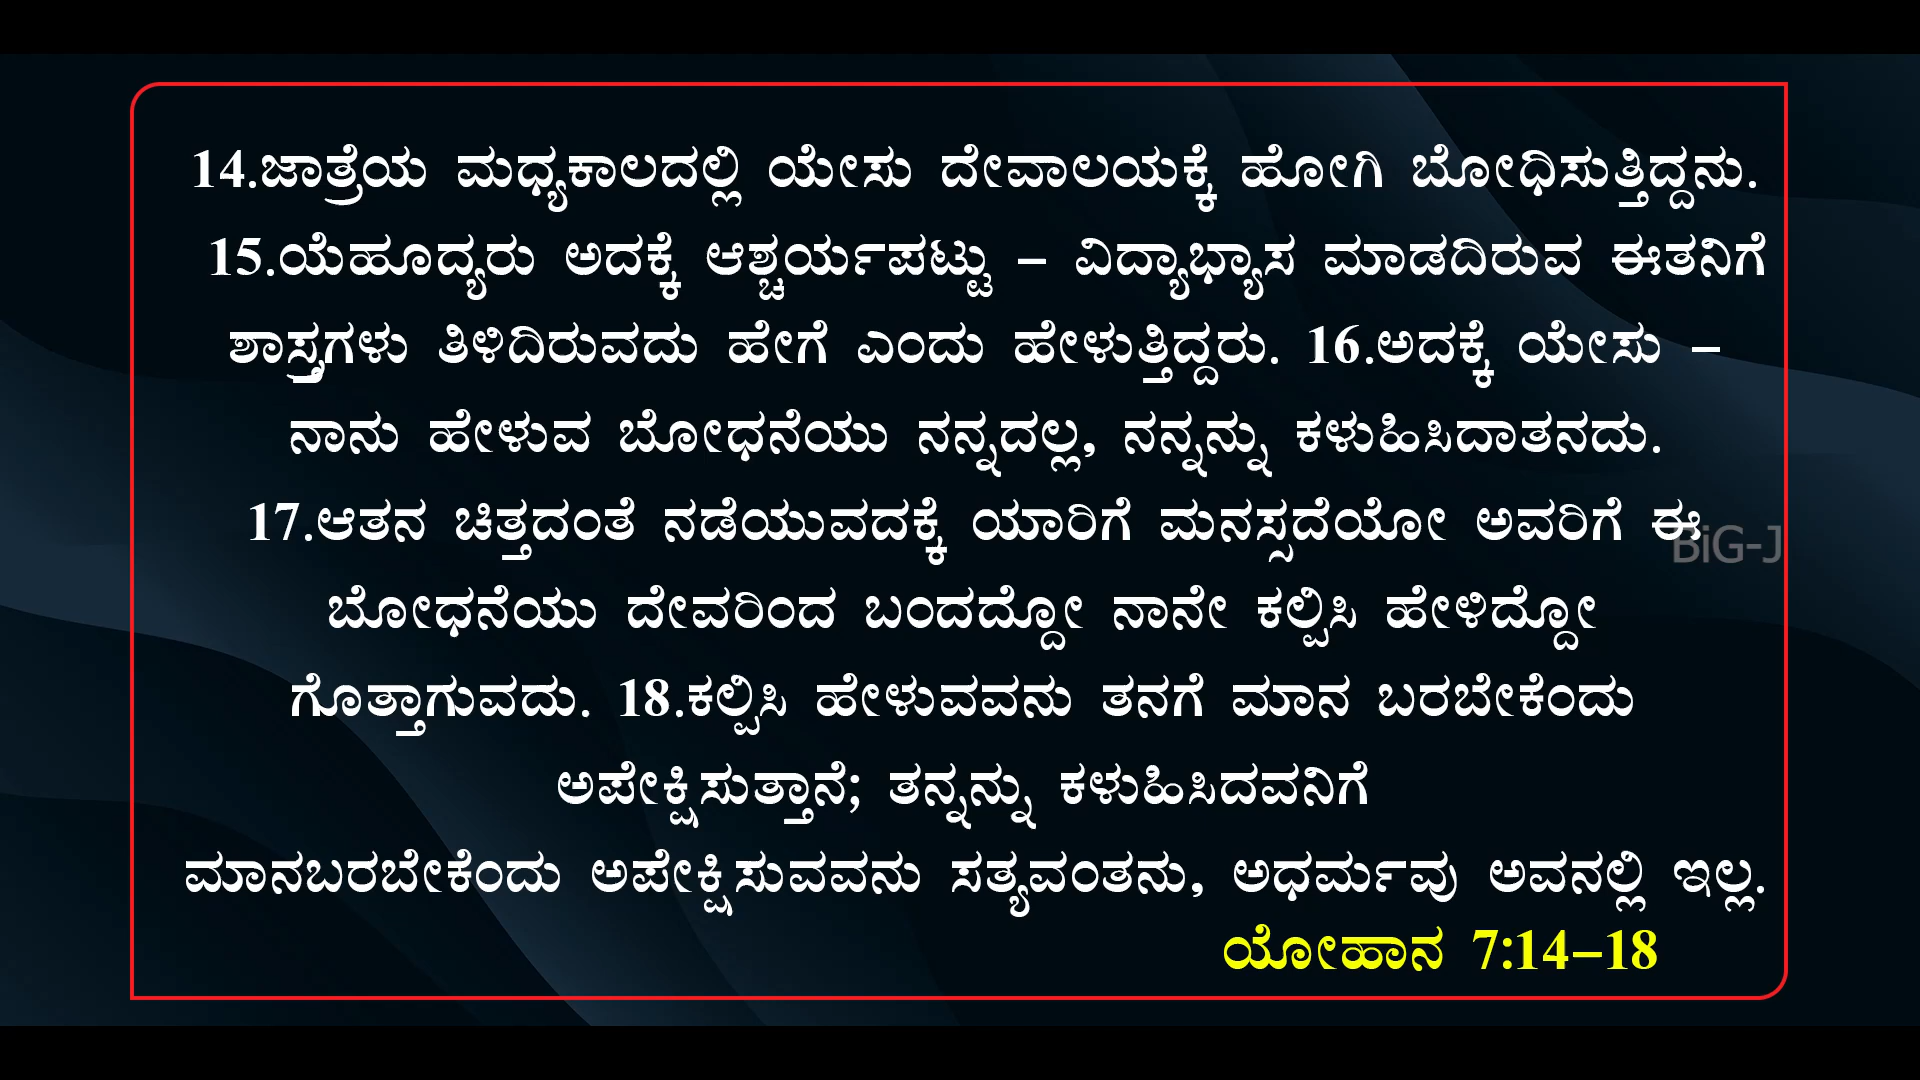 14.ಜಾತ್ರೆಯ ಮಧ್ಯಕಾಲದಲ್ಲಿ ಯೇಸು ದೇವಾಲಯಕ್ಕೆ ಹೋಗಿ ಬೋಧಿಸುತ್ತಿದ್ದನು.
15.ಯೆಹೂದ್ಯರು ಅದಕ್ಕೆ ಆಶ್ಚರ್ಯಪಟ್ಟು – ವಿದ್ಯಾಭ್ಯಾಸ ಮಾಡದಿರುವ ಈತನಿಗೆ
ಶಾಸ್ತ್ರಗಳು ತಿಳಿದಿರುವದು ಹೇಗೆ ಎಂದು ಹೇಳುತ್ತಿದ್ದರು. 16.ಅದಕ್ಕೆ ಯೇಸು –
ನಾನು ಹೇಳುವ ಬೋಧನೆಯು ನನ್ನದಲ್ಲ, ನನ್ನನ್ನು ಕಳುಹಿಸಿದಾತನದು.
17.ಆತನ ಚಿತ್ತದಂತೆ ನಡೆಯುವದಕ್ಕೆ ಯಾರಿಗೆ ಮನಸ್ಸದೆಯೋ ಅವರಿಗೆ ಈ
BiG-J
ಬೋಧನೆಯು ದೇವರಿಂದ ಬಂದದ್ದೋ ನಾನೇ ಕಲ್ಪಿಸಿ ಹೇಳಿದ್ದೋ
ಗೊತ್ತಾಗುವದು. 18.ಕಲ್ಪಿಸಿ ಹೇಳುವವನು ತನಗೆ ಮಾನ ಬರಬೇಕೆಂದು
ಅಪೇಕ್ಷಿಸುತ್ತಾನೆ; ತನ್ನನ್ನು ಕಳುಹಿಸಿದವನಿಗೆ
ಮಾನಬರಬೇಕೆಂದು ಅಪೇಕ್ಷಿಸುವವನು ಸತ್ಯವಂತನು, ಅಧರ್ಮವು ಅವನಲ್ಲಿ ಇಲ್ಲ.
ಯೋಹಾನ 7:14–18